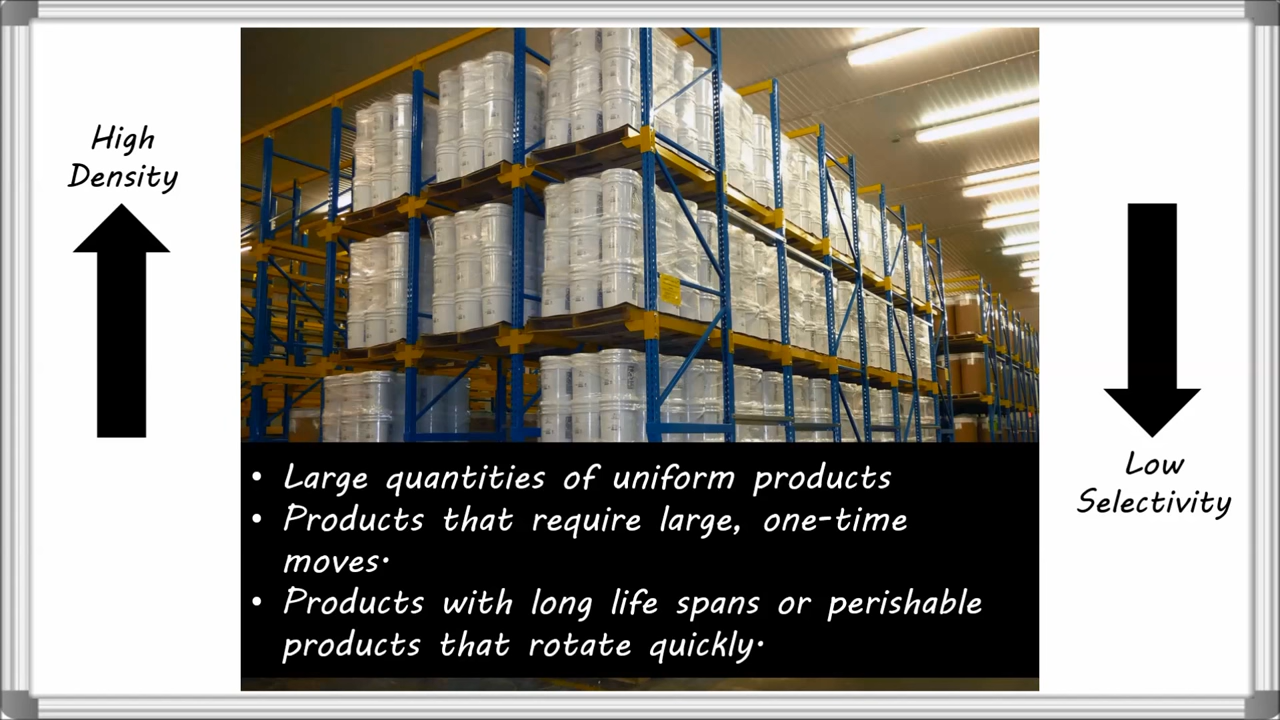 High
Density
• Large quantities of uniform products
• Products that require large, one-time
moves.
• Products with long life spans or perishable
products that rotate quickly.
Low
Selectivity